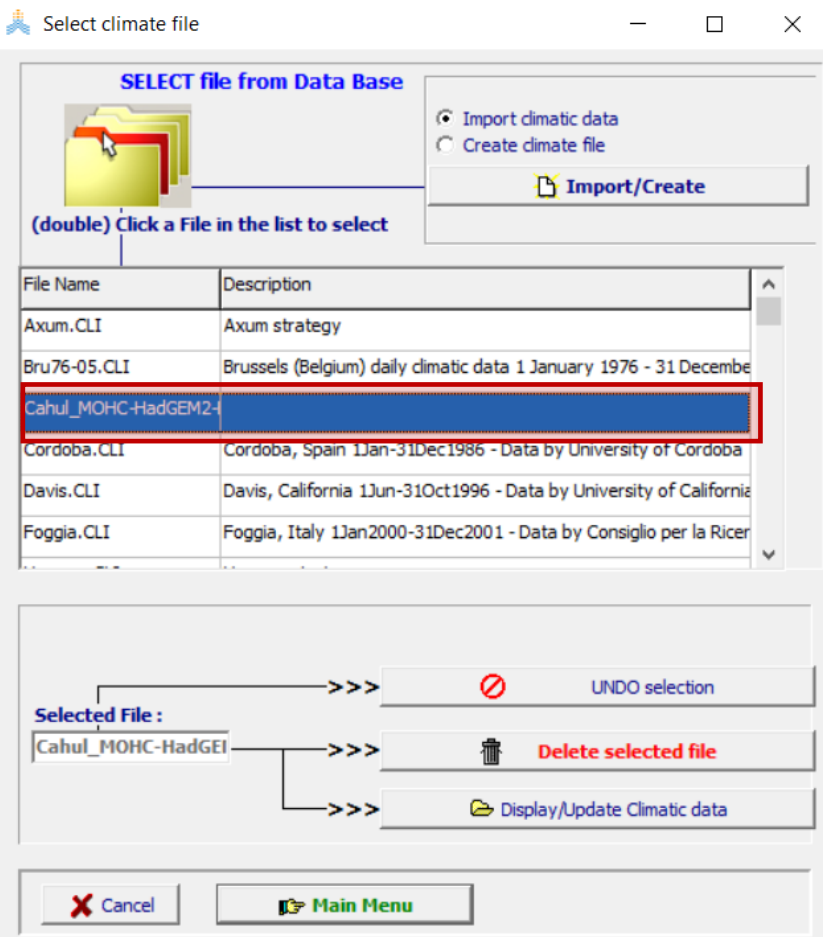 Select climate file
SELECT file from Data Base
Import climatic data
Create climate file
Import/Create
(double) Click a File in the list to select
File Name Description
Axum.CLI Axum strategy
Bru76-05.CLI Brussels (Belgium) daily climatic data 1 January 1976 - 31 Decembe
Cahul_MOHC-HadGEM2-
Cordoba.CLI Cordoba, Spain 1Jan-31Dec1986 - Data by University of Cordoba
Davis.CLI Davis, California 1Jun-31Oct1996 - Data by University of California
Foggia.CLI Foggia, Italy 1Jan2000-31Dec2001 - Data by Consiglio per la Ricer
>>> UNDO selection
Selected File :
Cahul_MOHC-HadGEI >>> Delete selected file
>>> Display/Update Climatic data
Cancel Main Menu